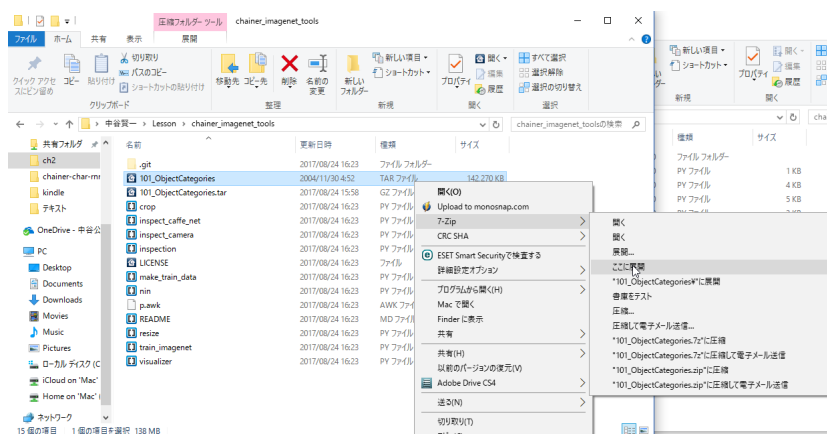 圧縮フォルダー ツール chainer_imagenet_tools
ファイル ホーム 共有 表示 展開
クイック アクセスにピン留め
コピー
貼り付け
切り取り
パスのコピー
ショートカットの貼り付け
クリップボード
移動先 コピー先 削除 名前の変更
整理
新しいフォルダー
新しい項目
ショートカット
新規
プロパティ
開く
編集
履歴
開く
すべて選択
選択解除
選択の切り替え
選択
新しい項目
ショートカット
新規
プロパティ
開く
編集
履歴
開く
中谷賢一 › Lesson › chainer_imagenet_tools
chainer_imagenet_toolsの検索
共有フォルダ
ch2
chainer-char-rnn
kindle
テキスト
OneDrive - 中谷公
PC
Desktop
Documents
Downloads
Movies
Music
Pictures
ローカル ディスク (C
iCloud on 'Mac'
Home on 'Mac'
ネットワーク
名前 更新日時 種類 サイズ
.git 2017/08/24 16:23 ファイル フォルダー
101_ObjectCategories 2004/11/30 4:52 TAR ファイル 142,270 KB
101_ObjectCategories.tar 2017/08/24 15:58 GZ ファイル
crop 2017/08/24 16:23 PY ファイル
inspect_caffe_net 2017/08/24 16:23 PY ファイル
inspect_camera 2017/08/24 16:23 PY ファイル
inspection 2017/08/24 16:23 PY ファイル
LICENSE 2017/08/24 16:23 ファイル
make_train_data 2017/08/24 16:23 PY ファイル
nin 2017/08/24 16:23 PY ファイル
p.awk 2017/08/24 16:23 AWK ファイ
README 2017/08/24 16:23 MD ファイル
resize 2017/08/24 16:23 PY ファイル
train_imagenet 2017/08/24 16:23 PY ファイル
visualizer 2017/08/24 16:23 PY ファイル
開く(O)
Upload to monosnap.com
7-Zip
CRC SHA
ESET Smart Securityで検査する
詳細設定オプション
プログラムから開く(H)
Mac で開く
Finder に表示
共有
共有(H)
以前のバージョンの復元(V)
Adobe Drive CS4
送る(N)
切り取り(T)
開く
開く
展開...
ここに展開
"101_ObjectCategories¥"に展開
書庫をテスト
圧縮...
圧縮して電子メール送信...
"101_ObjectCategories.7z"に圧縮
"101_ObjectCategories.7z"に圧縮して電子メール送信
"101_ObjectCategories.zip"に圧縮
"101_ObjectCategories.zip"に圧縮して電子メール送信
種類 サイズ
ファイル フォルダー
PY ファイル 1 KB
PY ファイル 4 KB
PY ファイル 5 KB
15 個の項目 1 個の項目を選択 138 MB